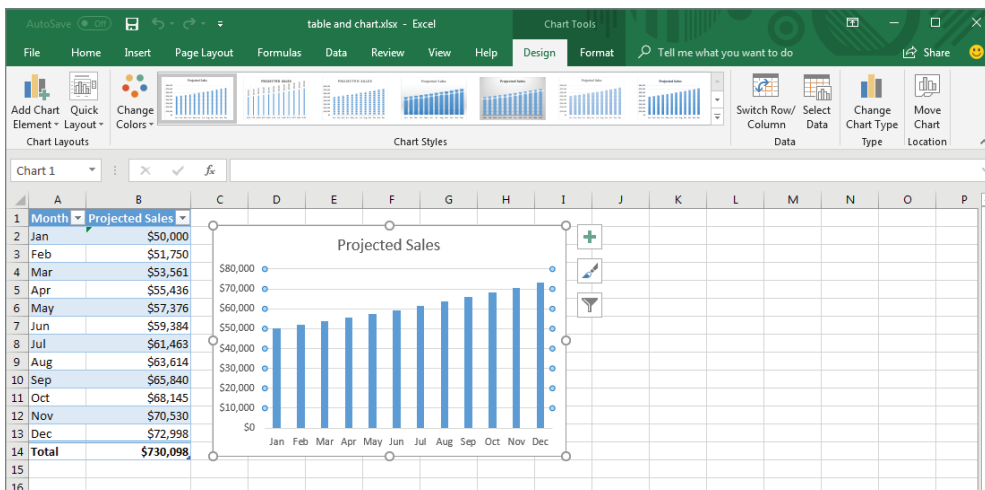 AutoSave Off table and chart.xlsx - Excel Chart Tools
File Home Insert Page Layout Formulas Data Review View Help Design Format Tell me what you want to do Share
Add Chart Element Quick Layout Change Colors Switch Row/ Column Select Data Change Chart Type Move Chart
Chart Layouts Chart Styles Data Type Location
Chart 1 fx
A B C D E F G H I J K L M N O P
1 Month Projected Sales
2 Jan $50,000
3 Feb $51,750
4 Mar $53,561
5 Apr $55,436
6 May $57,376
7 Jun $59,384
8 Jul $61,463
9 Aug $63,614
10 Sep $65,840
11 Oct $68,145
12 Nov $70,530
13 Dec $72,998
14 Total $730,098
15
16
Projected Sales
$80,000
$70,000
$60,000
$50,000
$40,000
$30,000
$20,000
$10,000
$0
Jan Feb Mar Apr May Jun Jul Aug Sep Oct Nov Dec